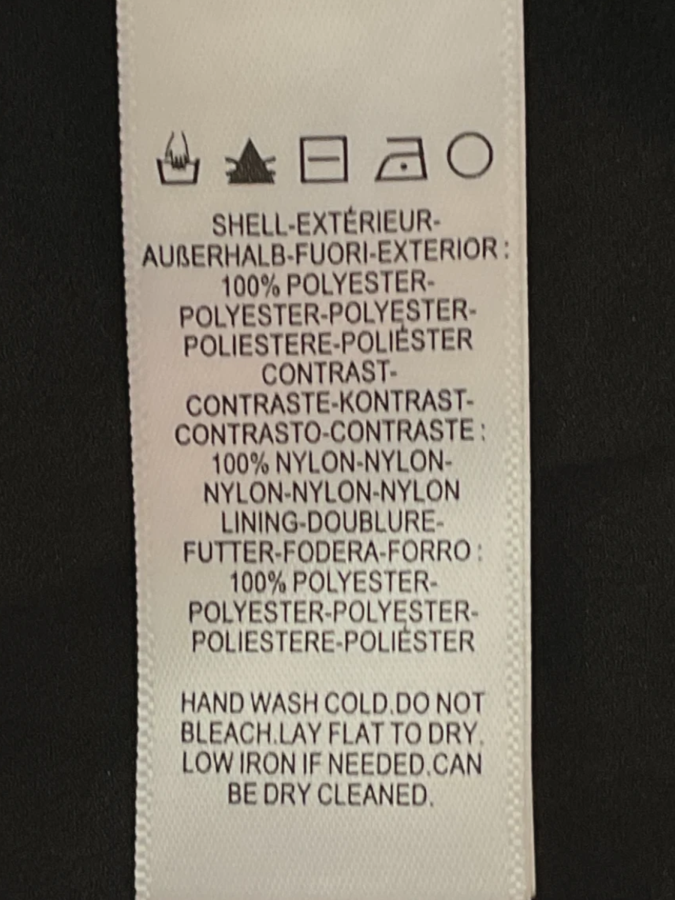 SHELL-EXTÉRIEUR-
AUßERHALB-FUORI-EXTERIOR :
100% POLYESTER-
POLYESTER-POLYESTER-
POLIESTERE-POLIÉSTER
CONTRAST-
CONTRASTE-KONTRAST-
CONTRASTO-CONTRASTE :
100% NYLON-NYLON-
NYLON-NYLON-NYLON
LINING-DOUBLURE-
FUTTER-FODERA-FORRO :
100% POLYESTER-
POLYESTER-POLYESTER-
POLIESTERE-POLIÉSTER
HAND WASH COLD.DO NOT
BLEACH.LAY FLAT TO DRY.
LOW IRON IF NEEDED.CAN
BE DRY CLEANED.